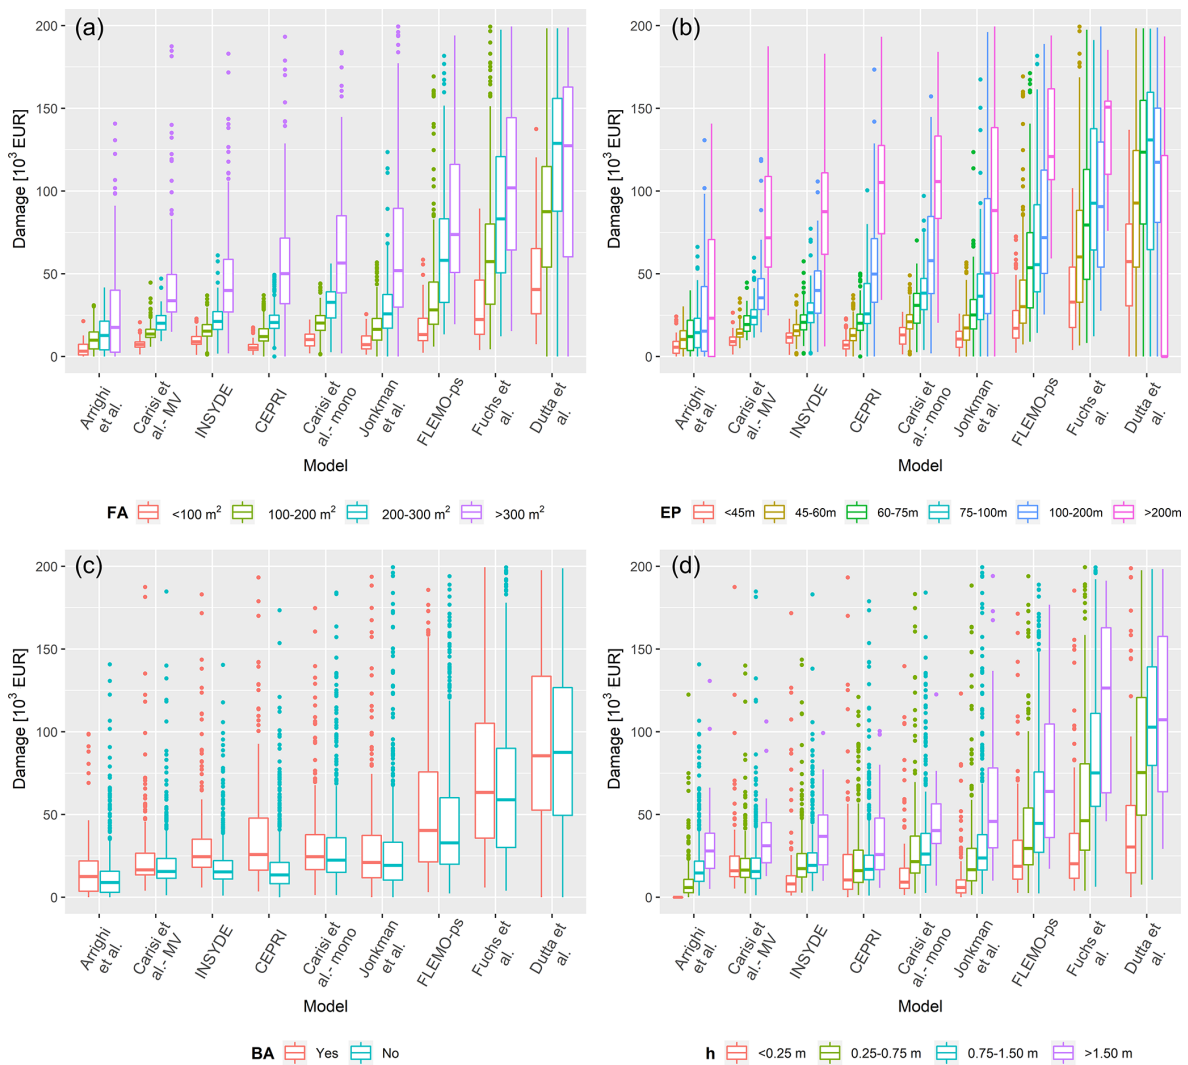 (a)
200
150
100
50
0
Damage [10³ EUR]
Arrighi et al.
Carisi et al.- MV
INSYDE
CEPRI
Carisi et al.- mono
Jonkman et al.
FLEMO-ps
Fuchs et al.
Dutta et al.
Model
FA <100 m² 100-200 m² 200-300 m² >300 m²
(b)
200
150
100
50
0
Damage [10³ EUR]
Arrighi et al.
Carisi et al.- MV
INSYDE
CEPRI
Carisi et al.- mono
Jonkman et al.
FLEMO-ps
Fuchs et al.
Dutta et al.
Model
EP <45m 45-60m 60-75m 75-100m 100-200m >200m
(c)
200
150
100
50
0
Damage [10³ EUR]
Arrighi et al.
Carisi et al.- MV
INSYDE
CEPRI
Carisi et al.- mono
Jonkman et al.
FLEMO-ps
Fuchs et al.
Dutta et al.
Model
BA Yes No
(d)
200
150
100
50
0
Damage [10³ EUR]
Arrighi et al.
Carisi et al.- MV
INSYDE
CEPRI
Carisi et al.- mono
Jonkman et al.
FLEMO-ps
Fuchs et al.
Dutta et al.
Model
h <0.25 m 0.25-0.75 m 0.75-1.50 m >1.50 m